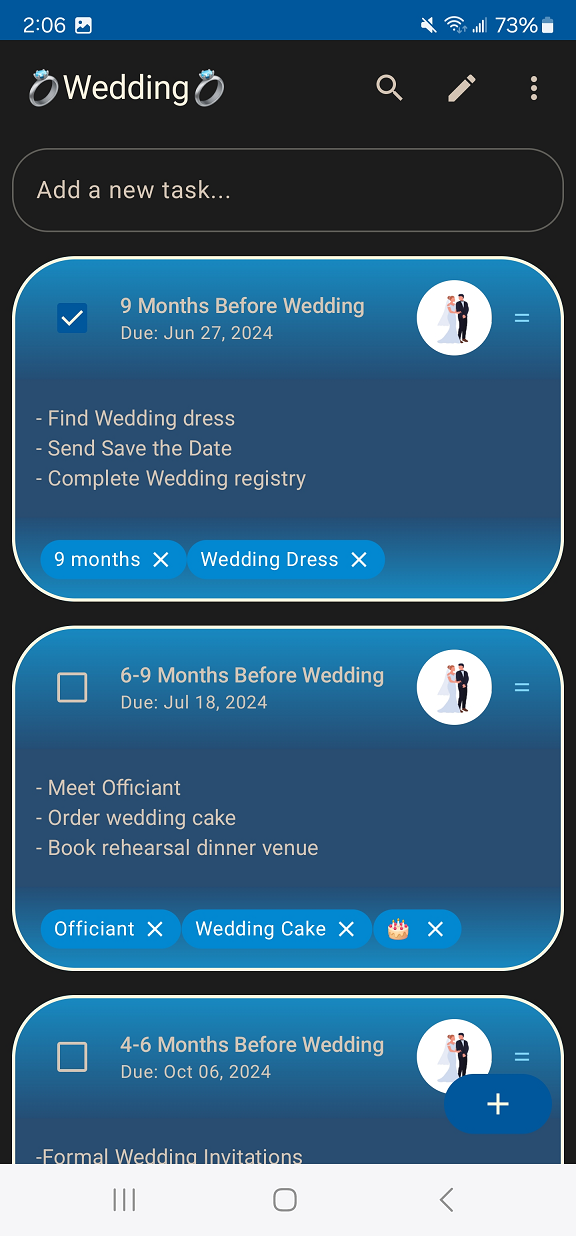 2:06 73%
💍Wedding💍
Add a new task...
9 Months Before Wedding
Due: Jun 27, 2024
- Find Wedding dress
- Send Save the Date
- Complete Wedding registry
9 months Wedding Dress
6-9 Months Before Wedding
Due: Jul 18, 2024
- Meet Officiant
- Order wedding cake
- Book rehearsal dinner venue
Officiant Wedding Cake 🎂
4-6 Months Before Wedding
Due: Oct 06, 2024
-Formal Wedding Invitations